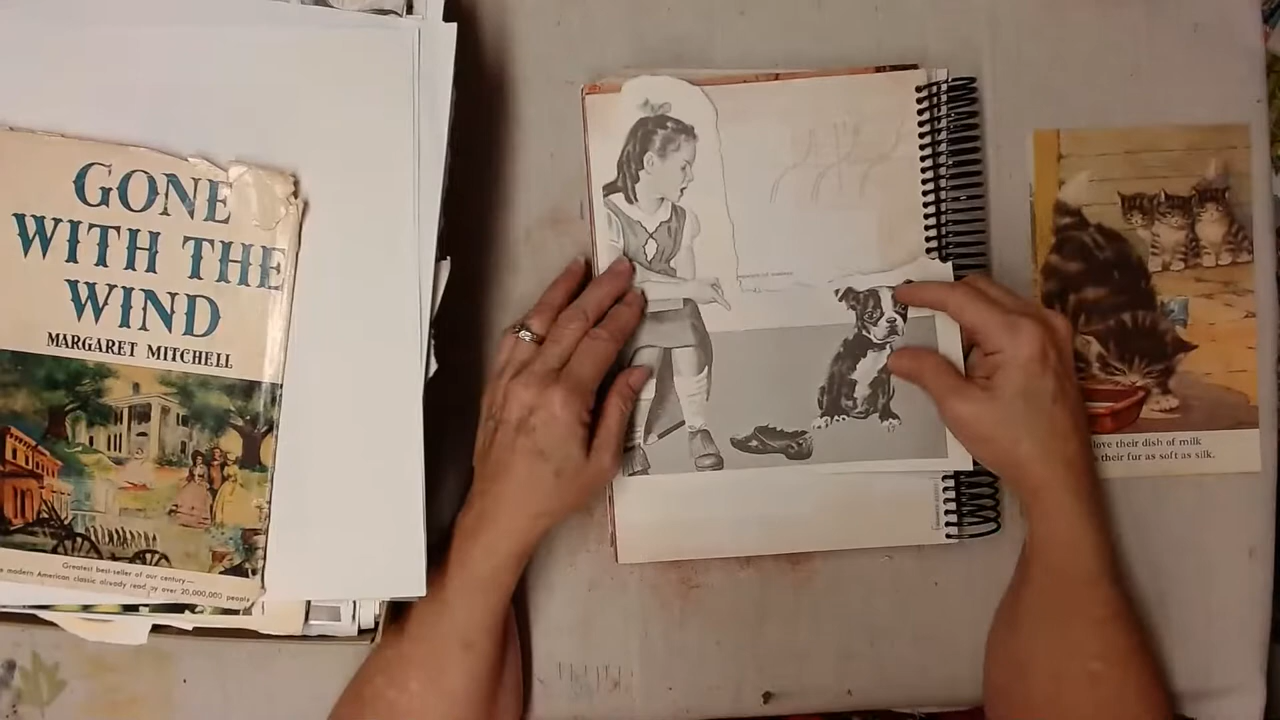 GONE
WITH THE
WIND
MARGARET MITCHELL
Greatest best-seller of our century—
modern American classic already read by over 20,000,000 people
love their dish of milk
their fur as soft as silk.